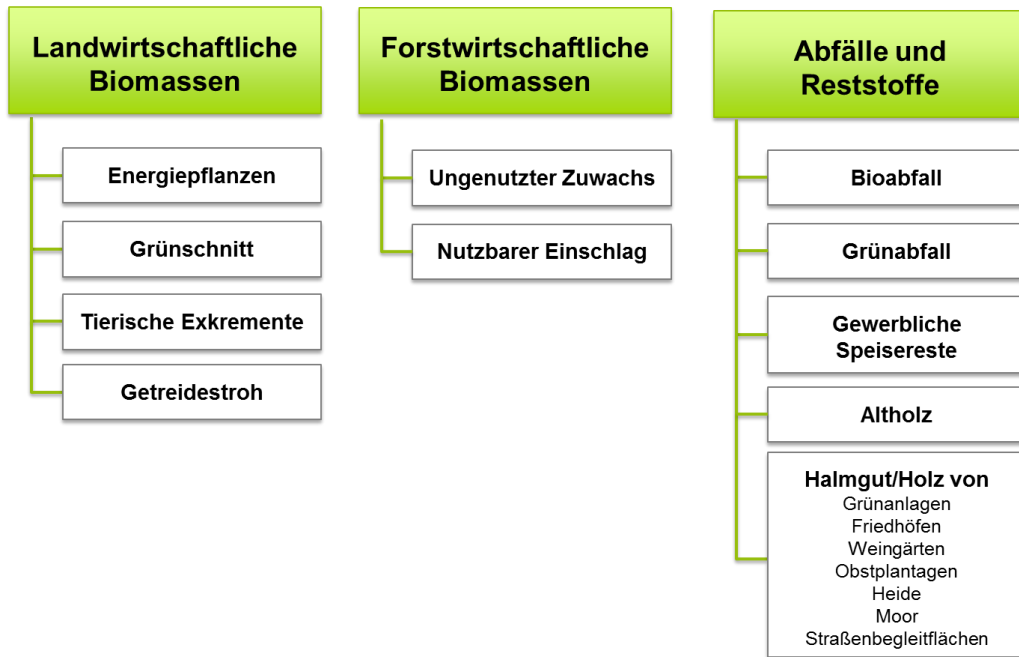 Landwirtschaftliche
Biomassen
Energiepflanzen
Grünschnitt
Tierische Exkremente
Getreidestroh
Forstwirtschaftliche
Biomassen
Ungenutzter Zuwachs
Nutzbarer Einschlag
Abfälle und
Reststoffe
Bioabfall
Grünabfall
Gewerbliche
Speisereste
Altholz
Halmgut/Holz von
Grünanlagen
Friedhöfen
Weingärten
Obstplantagen
Heide
Moor
Straßenbegleitflächen